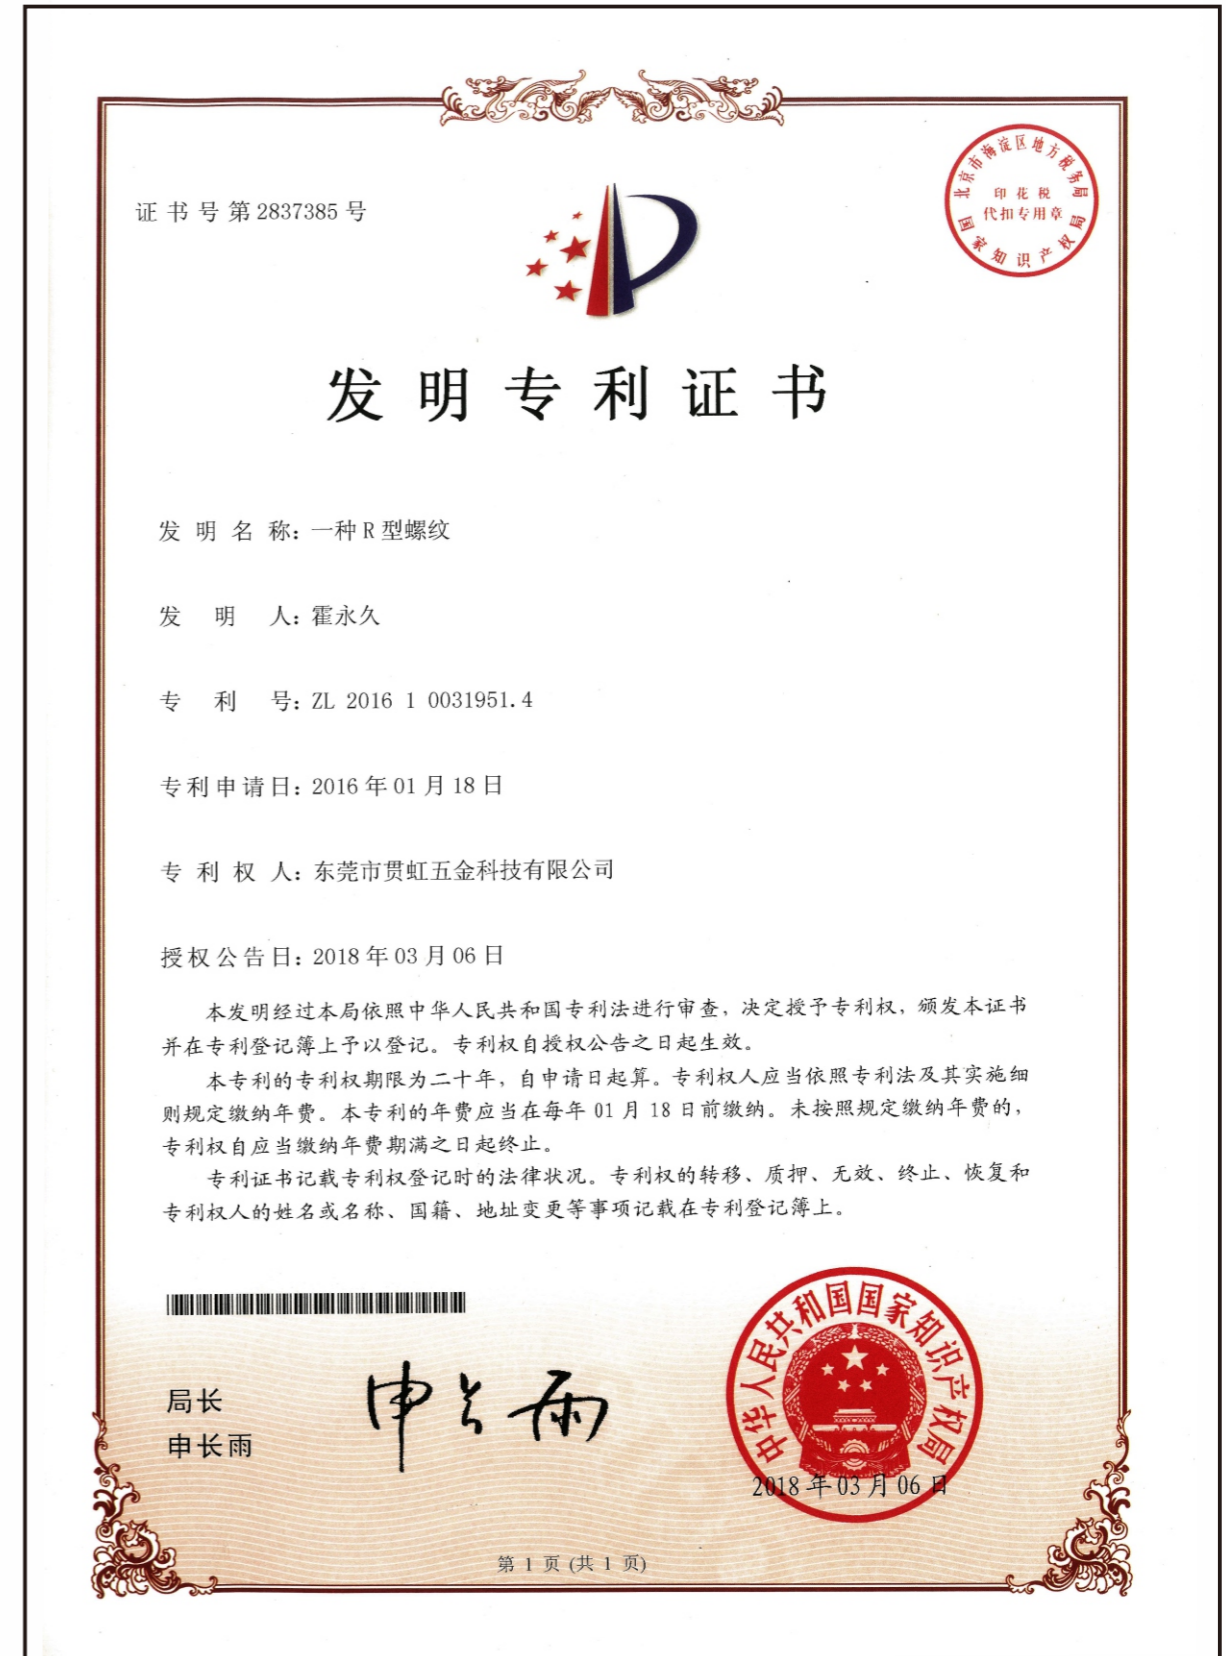 证书号第2837385号
北京市海淀区地方税务局
印花税
代扣专用章
国家知识产权局
发明专利证书
发明名称：一种R型螺纹
发明人：霍永久
专利号：ZL 2016 1 0031951.4
专利申请日：2016年01月18日
专利权人：东莞市贯虹五金科技有限公司
授权公告日：2018年03月06日
本发明经过本局依照中华人民共和国专利法进行审查，决定授予专利权，颁发本证书
并在专利登记簿上予以登记。专利权自授权公告之日起生效。
本专利的专利权期限为二十年，自申请日起算。专利权人应当依照专利法及其实施细
则规定缴纳年费。本专利的年费应当在每年01月18日前缴纳。未按照规定缴纳年费的，
专利权自应当缴纳年费期满之日起终止。
专利证书记载专利权登记时的法律状况。专利权的转移、质押、无效、终止、恢复和
专利权人的姓名或名称、国籍、地址变更等事项记载在专利登记簿上。
局长
申长雨
申长雨
中华人民共和国国家知识产权局
2018年03月06日
第1页(共1页)